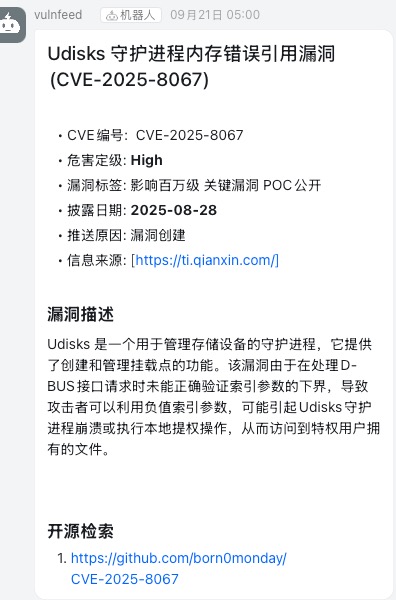 vulnfeed 机器人 09月21日 05:00
Udisks 守护进程内存错误引用漏洞
(CVE-2025-8067)
• CVE编号：CVE-2025-8067
• 危害定级: High
• 漏洞标签: 影响百万级 关键漏洞 POC公开
• 披露日期: 2025-08-28
• 推送原因: 漏洞创建
• 信息来源: [https://ti.qianxin.com/]
漏洞描述
Udisks 是一个用于管理存储设备的守护进程，它提供
了创建和管理挂载点的功能。该漏洞由于在处理D-
BUS接口请求时未能正确验证索引参数的下界，导致
攻击者可以利用负值索引参数，可能引起Udisks守护
进程崩溃或执行本地提权操作，从而访问到特权用户拥
有的文件。
开源检索
1. https://github.com/born0monday/
CVE-2025-8067